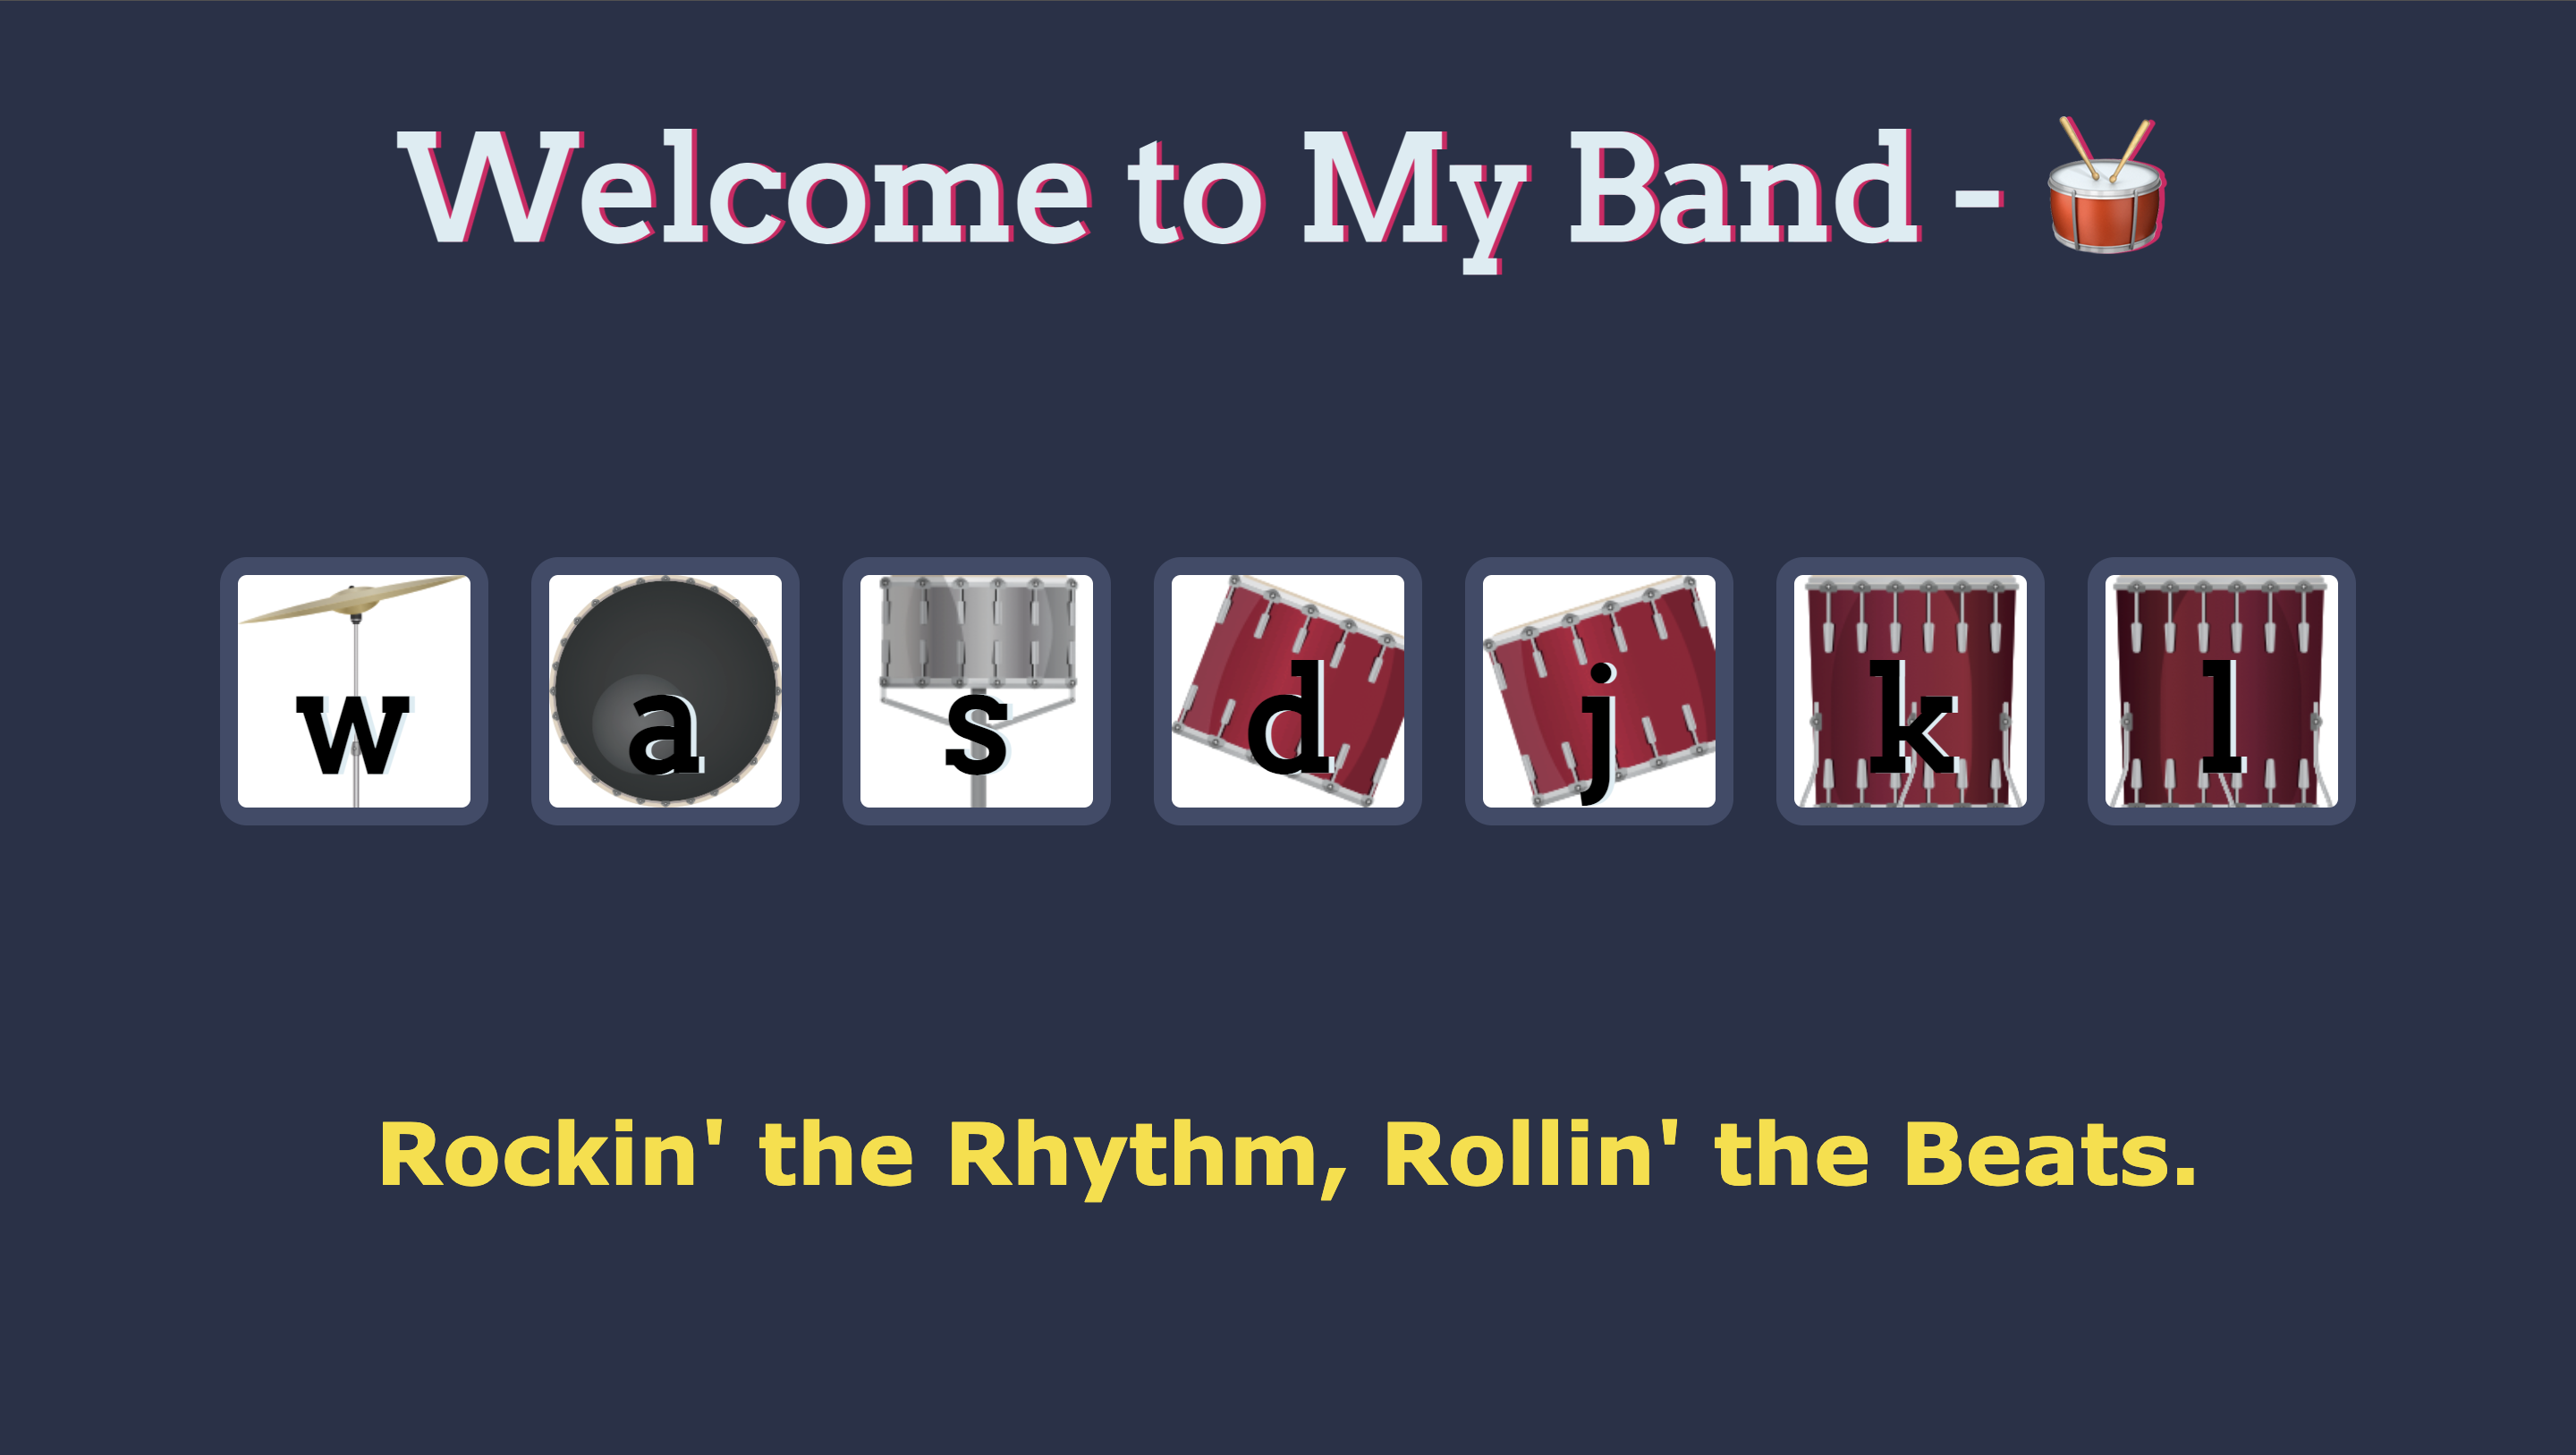 Welcome to My Band - 🥁
w a s d j k l
Rockin' the Rhythm, Rollin' the Beats.